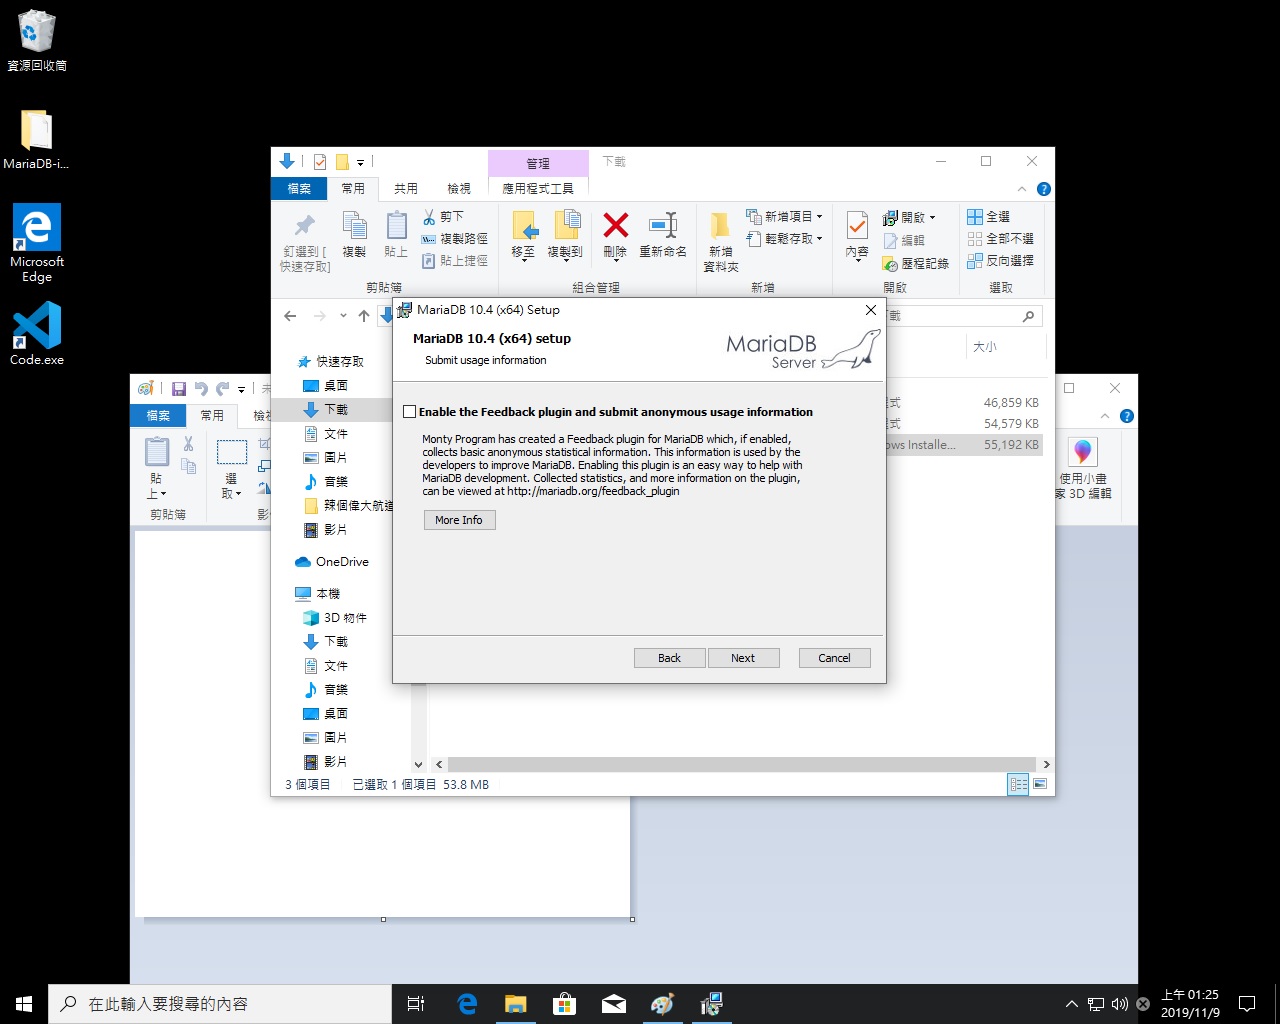 資源回收筒
MariaDB-i...
Microsoft
Edge
Code.exe
管理
下載
檔案
常用
共用
檢視
應用程式工具
釘選到 [
快速存取]
複製
貼上
剪下
複製路徑
貼上捷徑
剪貼簿
移至
複製到
刪除
重新命名
組合管理
新增
資料夾
新增項目
輕鬆存取
新增
內容
開啟
編輯
歷程記錄
開啟
全選
全部不選
反向選擇
選取
大小
快速存取
桌面
下載
文件
圖片
音樂
辣個偉大航道
影片
OneDrive
本機
3D 物件
下載
文件
音樂
桌面
圖片
影片
46,859 KB
54,579 KB
ows Installe...
55,192 KB
3 個項目
已選取 1 個項目 53.8 MB
MariaDB 10.4 (x64) Setup
MariaDB 10.4 (x64) setup
Submit usage information
MariaDB
Server
Enable the Feedback plugin and submit anonymous usage information
Monty Program has created a Feedback plugin for MariaDB which, if enabled,
collects basic anonymous statistical information. This information is used by the
developers to improve MariaDB. Enabling this plugin is an easy way to help with
MariaDB development. Collected statistics, and more information on the plugin,
can be viewed at http://mariadb.org/feedback_plugin
More Info
Back
Next
Cancel
檔案
常用
檢
貼
上
剪貼簿
選
取
使用小畫
家 3D 編輯
在此輸入要搜尋的內容
上午 01:25
2019/11/9